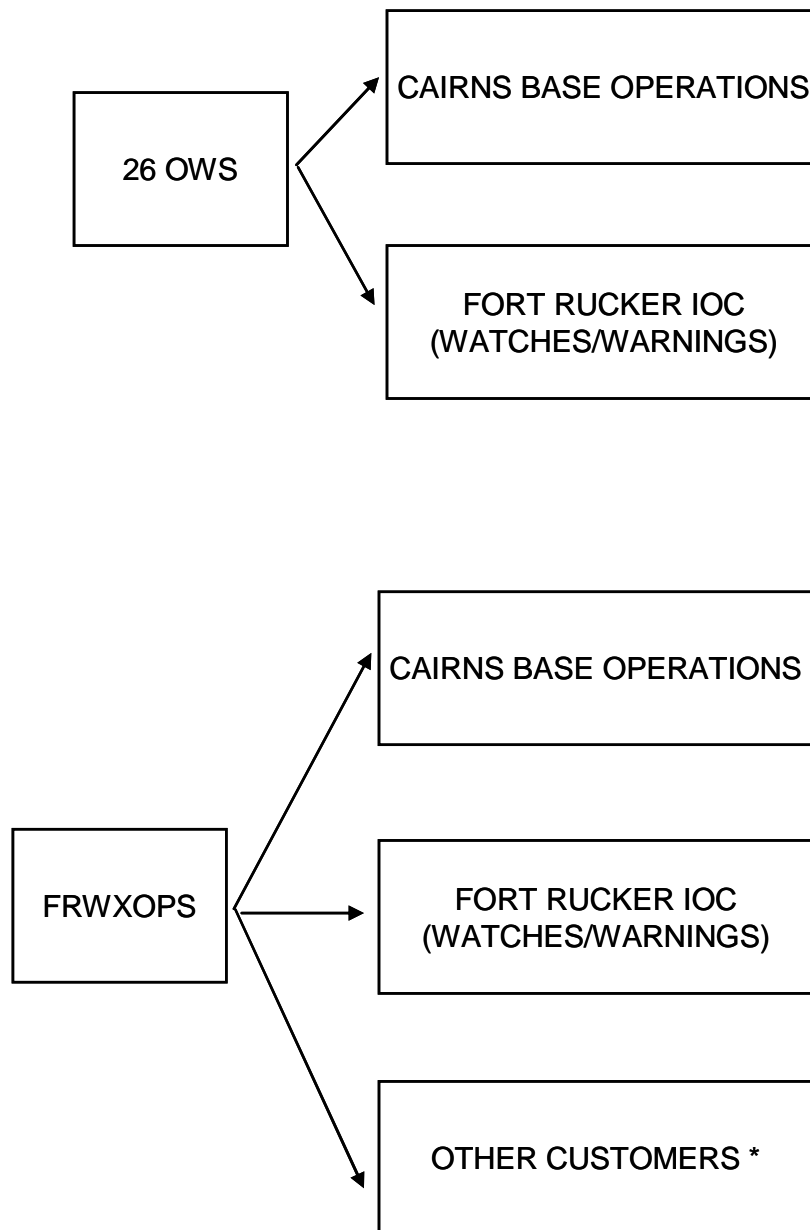 CAIRNS BASE OPERATIONS
26 OWS
FORT RUCKER IOC
(WATCHES/WARNINGS)
CAIRNS BASE OPERATIONS
FRWXOPS
FORT RUCKER IOC
(WATCHES/WARNINGS)
OTHER CUSTOMERS *